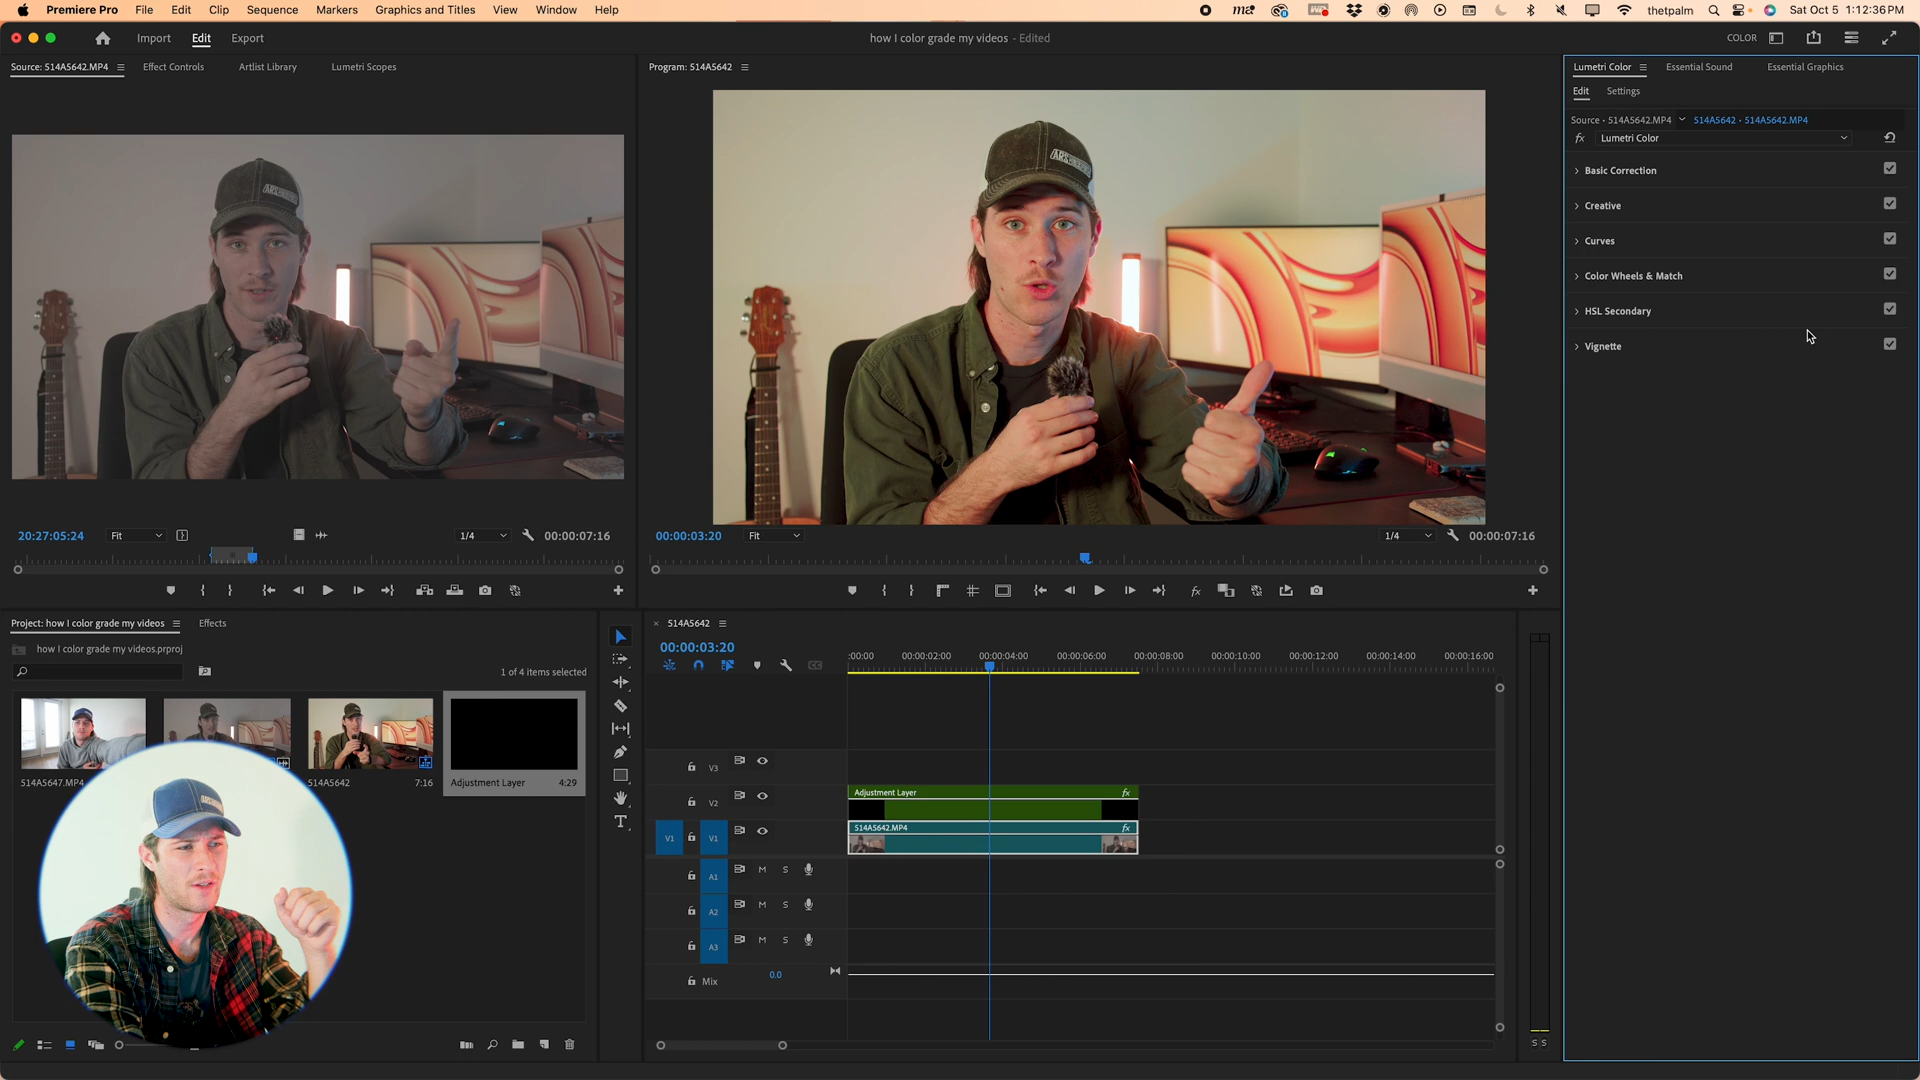 Premiere Pro File Edit Clip Sequence Markers Graphics and Titles View Window Help
thetpalm Sat Oct 5 1:12:36 PM
Import Edit Export
how I color grade my videos - Edited
COLOR
Source: 514A5642.MP4 Effect Controls Artlist Library Lumetri Scopes
Program: 514A5642
Lumetri Color Essential Sound Essential Graphics
Edit Settings
Source • 514A5642.MP4 514A5642 • 514A5642.MP4
fx Lumetri Color
Basic Correction
Creative
Curves
Color Wheels & Match
HSL Secondary
Vignette
20:27:05:24 Fit 1/4 00:00:07:16
00:00:03:20 Fit 1/4 00:00:07:16
Project: how I color grade my videos Effects
how I color grade my videos.prproj
1 of 4 items selected
514A5647.MP4
514A5642 7:16
Adjustment Layer 4:29
514A5642
00:00:03:20
:00:00 00:00:02:00 00:00:04:00 00:00:06:00 00:00:08:00 00:00:10:00 00:00:12:00 00:00:14:00 00:00:16:00
V3
V2 Adjustment Layer fx
V1 V1 514A5642.MP4 fx
A1 M S
A2 M S
A3 M S
Mix 0.0
S S